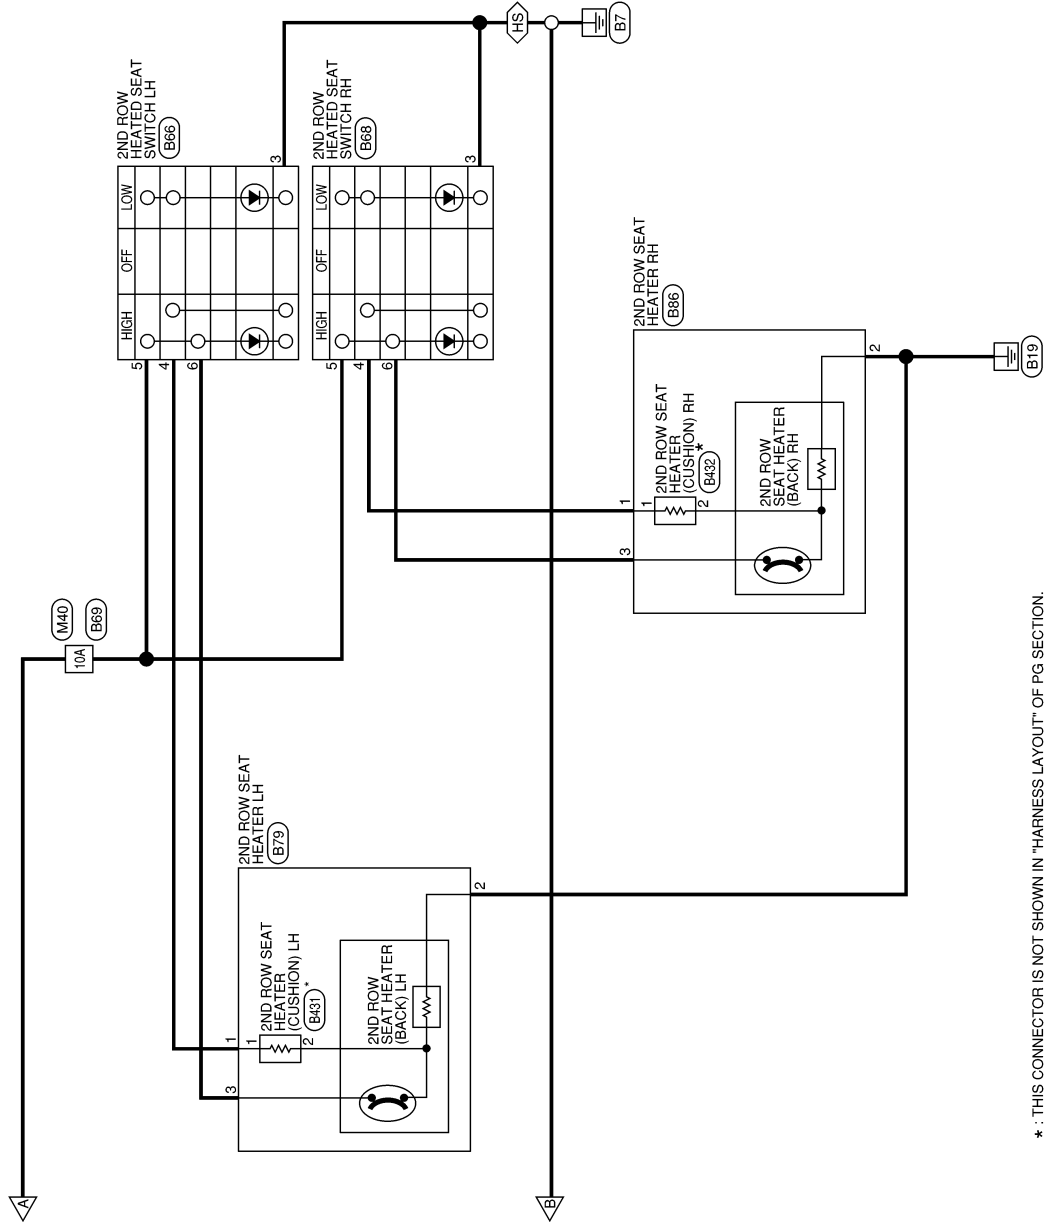 A
10A
M40
B69
2ND ROW
HEATED SEAT
SWITCH LH
B66
HIGH
OFF
LOW
5
4
6
3
2ND ROW
HEATED SEAT
SWITCH RH
B68
HIGH
OFF
LOW
5
4
6
3
HS
B7
2ND ROW SEAT
HEATER LH
B79
1
3
2
2ND ROW SEAT
HEATER
(CUSHION) LH
B431 *
1
2
2ND ROW
SEAT HEATER
(BACK) LH
B
2ND ROW SEAT
HEATER RH
B86
1
3
2
2ND ROW SEAT
HEATER
(CUSHION) RH
B432 *
1
2
2ND ROW
SEAT HEATER
(BACK) RH
B19
* : THIS CONNECTOR IS NOT SHOWN IN "HARNESS LAYOUT" OF PG SECTION.